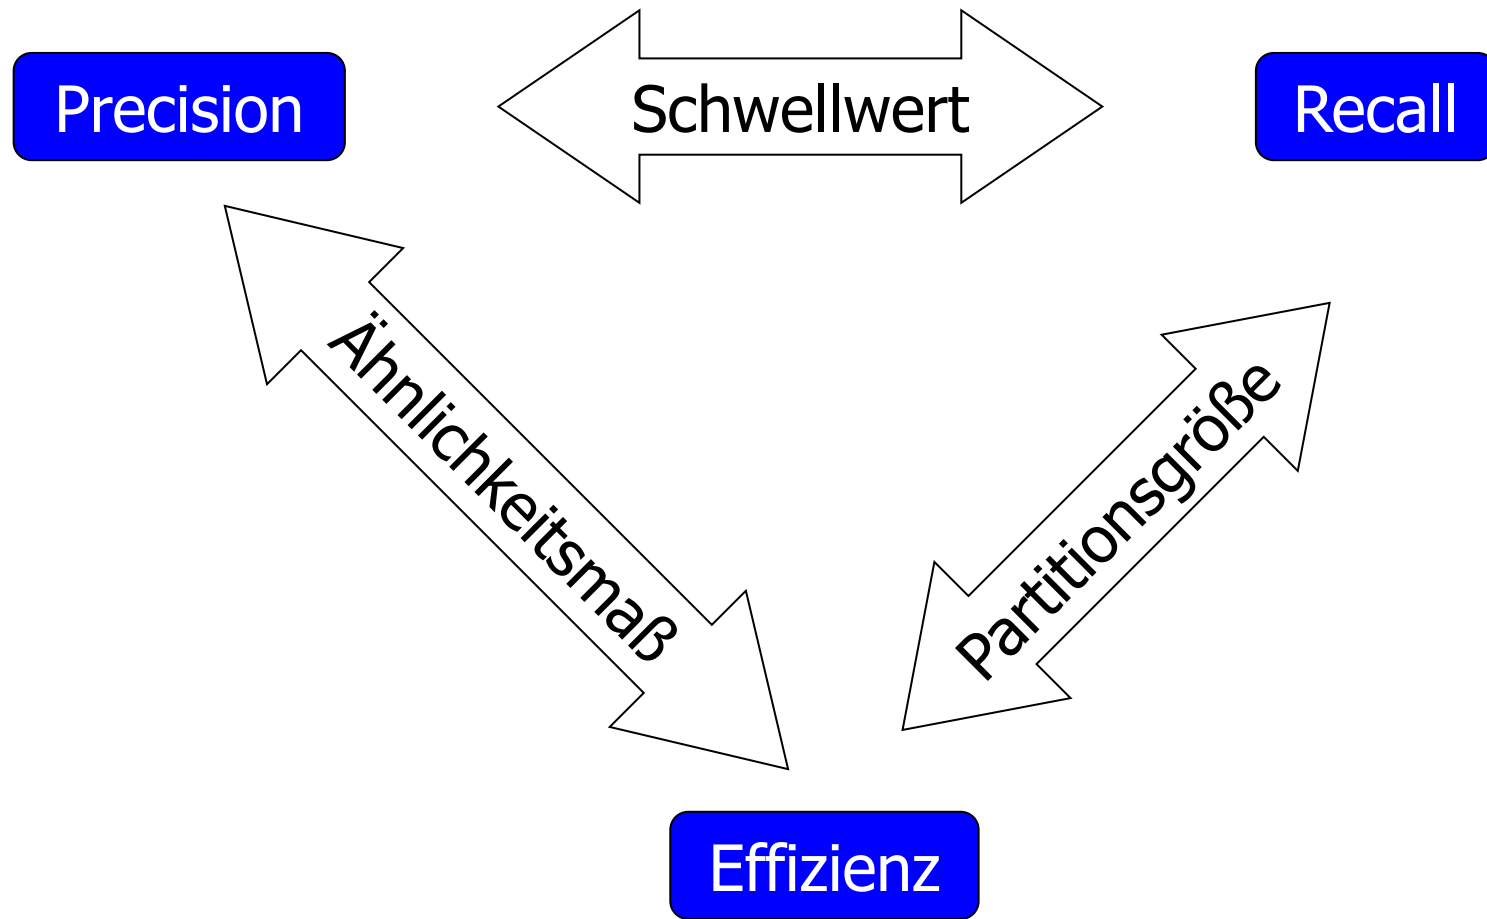 Precision
Schwellwert
Recall
Ähnlichkeitsmaß
Partitionsgröße
Effizienz